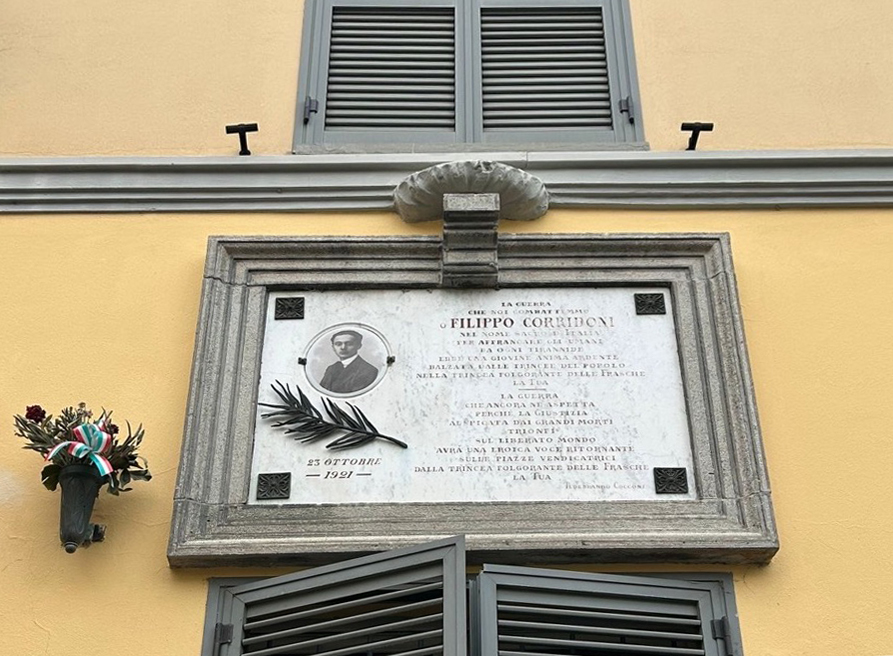 LA GUERRA
CHE NOI COMBATTEMMO
O FILIPPO CORRIDONI
NEL NOME SACRO D'ITALIA
PER AFFRANCARE GLI UMANI
DA OGNI TIRANNIDE
EBBE UNA GIOVINE ANIMA ARDENTE
BALZATA DALLE TRINCEE DEL POPOLO
NELLA TRINCEA FOLGORANTE DELLE FRASCHE
LA TUA
LA GUERRA
CHE ANCORA NE ASPETTA
PERCHÈ LA GIUSTIZIA
AUSPICATA DAI GRANDI MORTI
TRIONFI
SUL LIBERATO MONDO
AVRÀ UNA EROICA VOCE RITORNANTE
SULLE PIAZZE VENDICATRICI
DALLA TRINCEA FOLGORANTE DELLE FRASCHE
LA TUA
23 OTTOBRE
1921